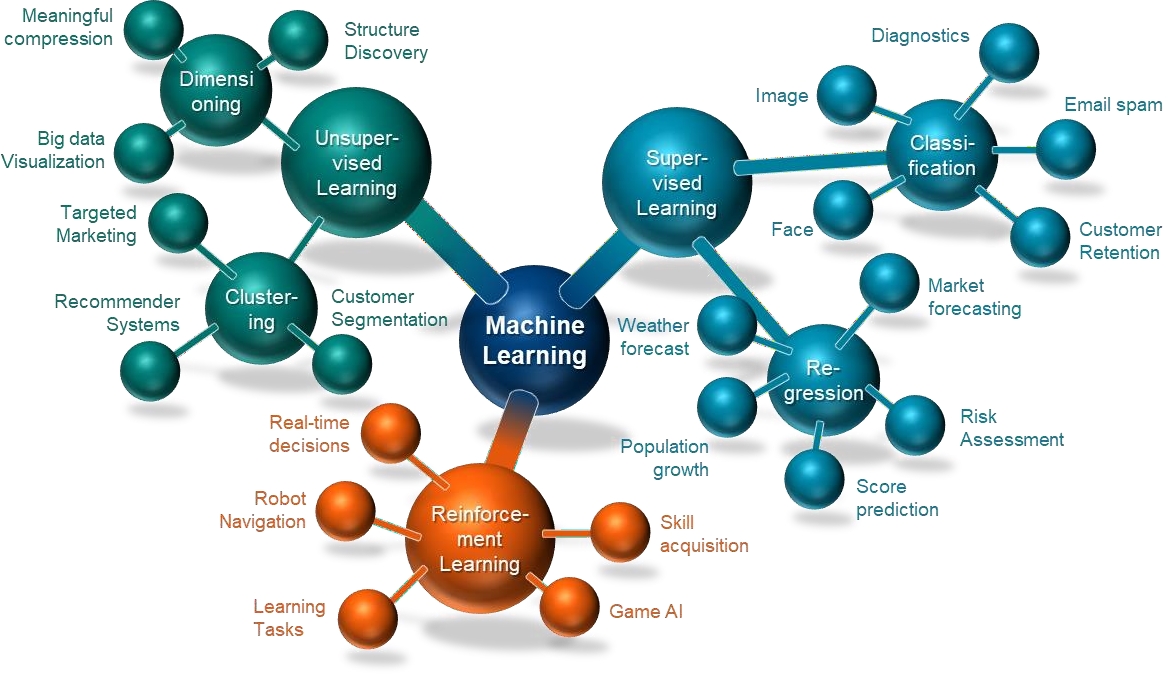 Meaningful
compression
Structure
Discovery
Dimensi
oning
Big data
Visualization
Unsuper-
vised
Learning
Targeted
Marketing
Recommender
Systems
Cluster-
ing
Customer
Segmentation
Machine
Learning
Super-
vised
Learning
Diagnostics
Image
Email spam
Classi-
fication
Face
Customer
Retention
Market
forecasting
Weather
forecast
Re-
gression
Population
growth
Risk
Assessment
Score
prediction
Real-time
decisions
Robot
Navigation
Reinforce-
ment
Learning
Skill
acquisition
Learning
Tasks
Game AI